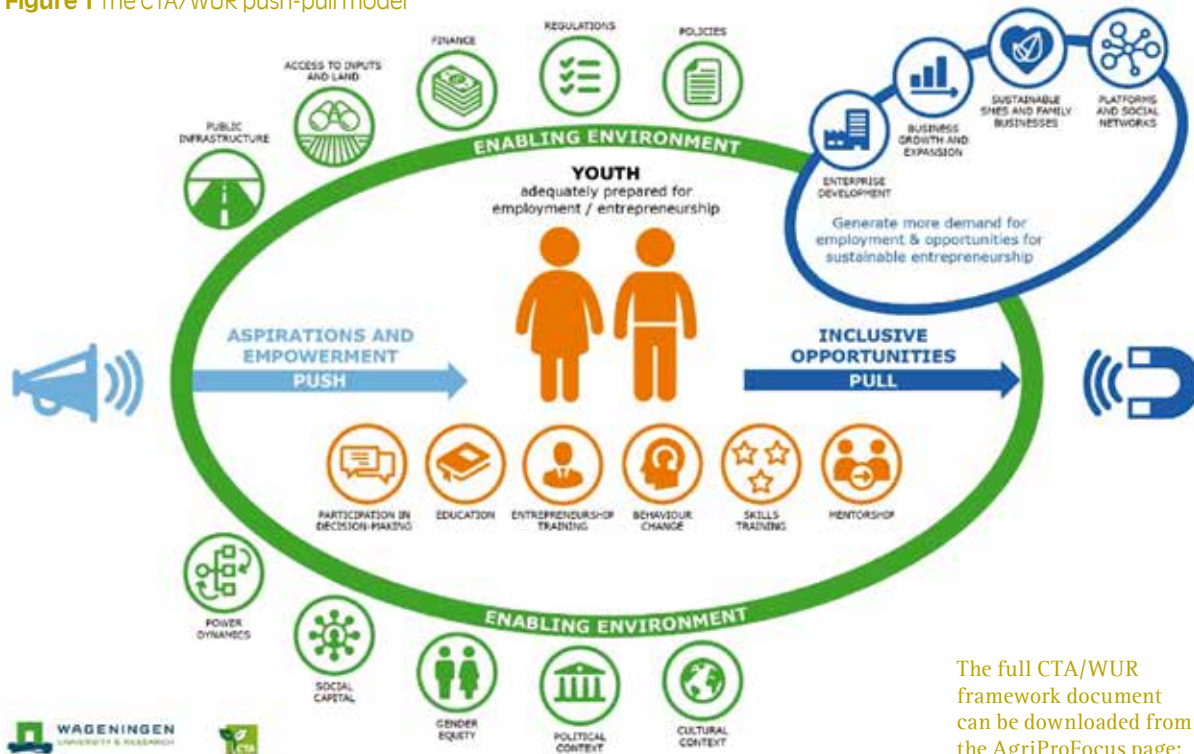 Figure 1 The CTA/WUR push-pull model
PUBLIC
INFRASTRUCTURE
ACCESS TO INPUTS
AND LAND
FINANCE
REGULATIONS
POLICIES
ENABLING ENVIRONMENT
ENTERPRISE
DEVELOPMENT
BUSINESS
GROWTH AND
EXPANSION
SUSTAINABLE
SMES AND FAMILY
BUSINESSES
PLATFORMS
AND SOCIAL
NETWORKS
Generate more demand for
employment & opportunities for
sustainable entrepreneurship
YOUTH
adequately prepared for
employment / entrepreneurship
ASPIRATIONS AND
EMPOWERMENT
PUSH
INCLUSIVE
OPPORTUNITIES
PULL
PARTICIPATION IN
DECISION-MAKING
EDUCATION
ENTREPRENEURSHIP
TRAINING
BEHAVIOUR
CHANGE
SKILLS
TRAINING
MENTORSHIP
ENABLING ENVIRONMENT
POWER
DYNAMICS
SOCIAL
CAPITAL
GENDER
EQUITY
POLITICAL
CONTEXT
CULTURAL
CONTEXT
WAGENINGEN
UNIVERSITY & RESEARCH
CTA
The full CTA/WUR
framework document
can be downloaded from
the AgriProFocus page: